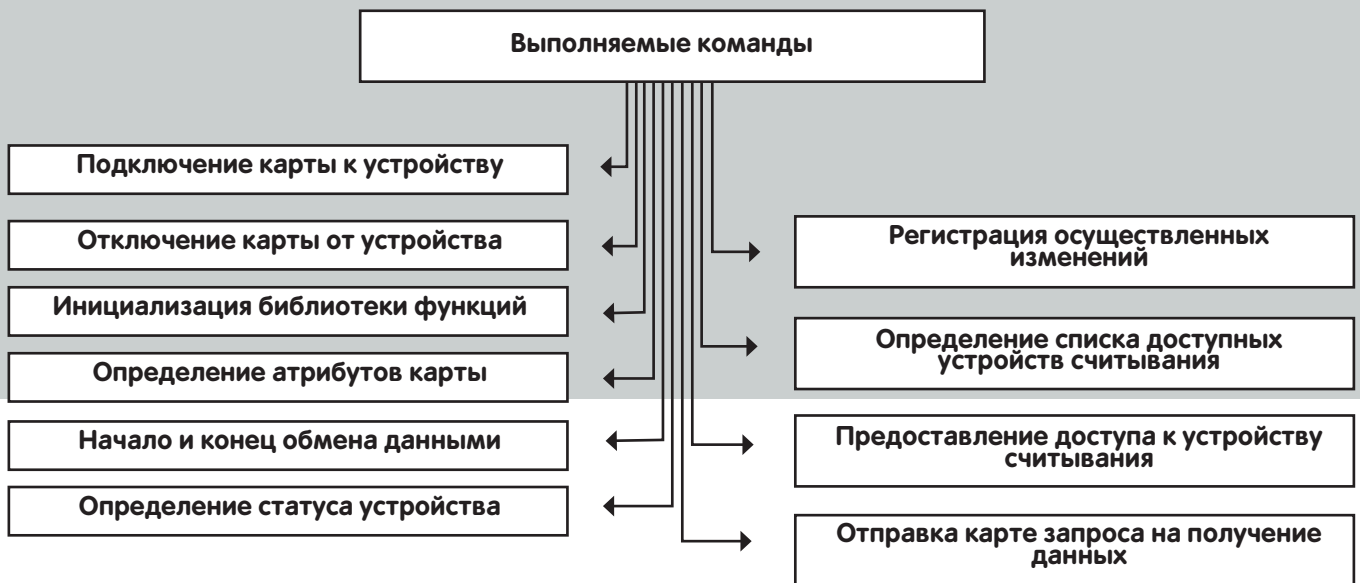 Выполняемые команды
Подключение карты к устройству
Отключение карты от устройства
Инициализация библиотеки функций
Определение атрибутов карты
Начало и конец обмена данными
Определение статуса устройства
Регистрация осуществленных
изменений
Определение списка доступных
устройств считывания
Предоставление доступа к устройству
считывания
Отправка карте запроса на получение
данных